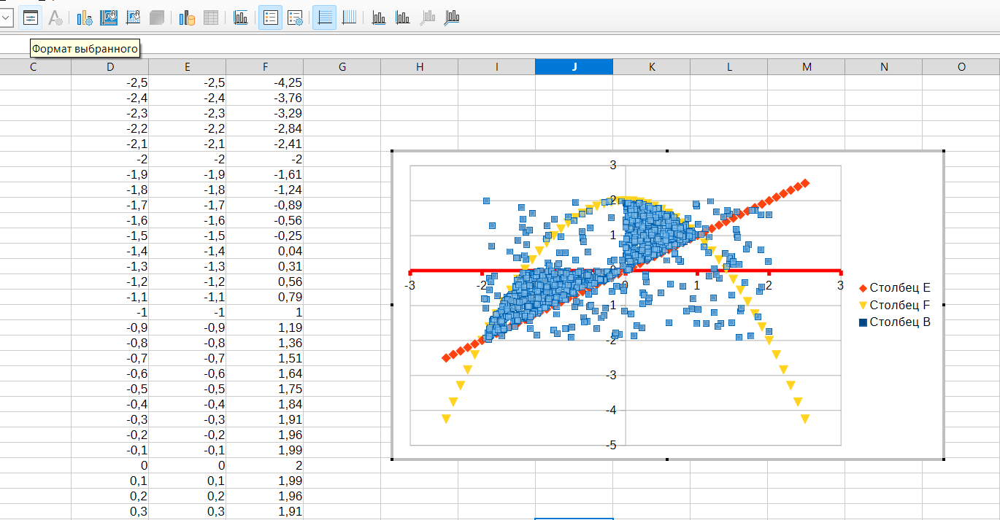 Формат выбранного
C D E F G H I J K L M N O
-2,5 -2,5 -4,25
-2,4 -2,4 -3,76
-2,3 -2,3 -3,29
-2,2 -2,2 -2,84
-2,1 -2,1 -2,41
-2 -2 -2
-1,9 -1,9 -1,61
-1,8 -1,8 -1,24
-1,7 -1,7 -0,89
-1,6 -1,6 -0,56
-1,5 -1,5 -0,25
-1,4 -1,4 0,04
-1,3 -1,3 0,31
-1,2 -1,2 0,56
-1,1 -1,1 0,79
-1 -1 1
-0,9 -0,9 1,19
-0,8 -0,8 1,36
-0,7 -0,7 1,51
-0,6 -0,6 1,64
-0,5 -0,5 1,75
-0,4 -0,4 1,84
-0,3 -0,3 1,91
-0,2 -0,2 1,96
-0,1 -0,1 1,99
0 0 2
0,1 0,1 1,99
0,2 0,2 1,96
0,3 0,3 1,91
3
2
1
0
-3 -2 0 1 2 3
-1
-2
-3
-4
-5
Столбец E
Столбец F
Столбец B